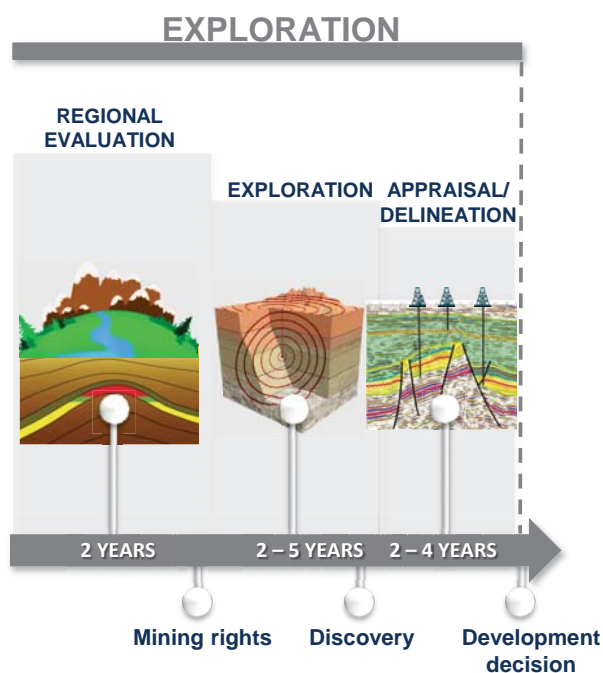 EXPLORATION
REGIONAL
EVALUATION
EXPLORATION
APPRAISAL/
DELINEATION
2 YEARS
2 – 5 YEARS
2 – 4 YEARS
Mining rights
Discovery
Development
decision